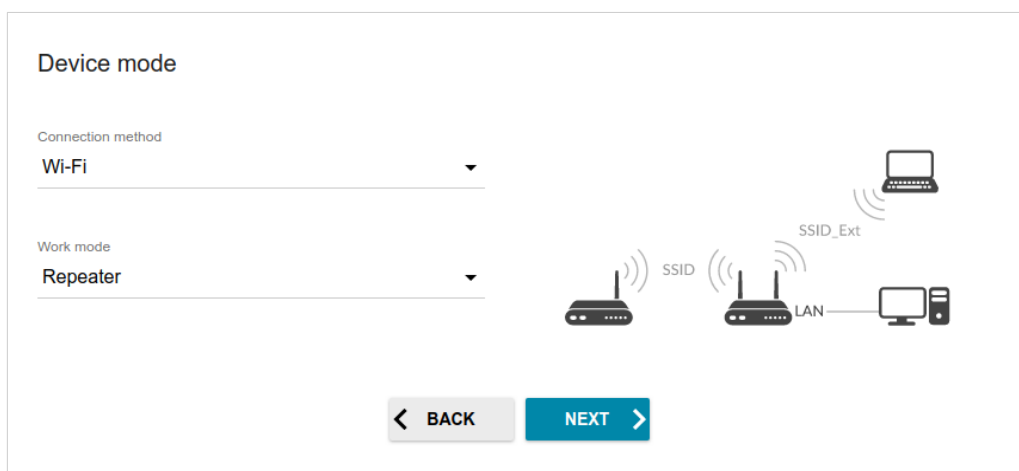 Device mode
Connection method
Wi-Fi
Work mode
Repeater
SSID_Ext
SSID
LAN
BACK
NEXT